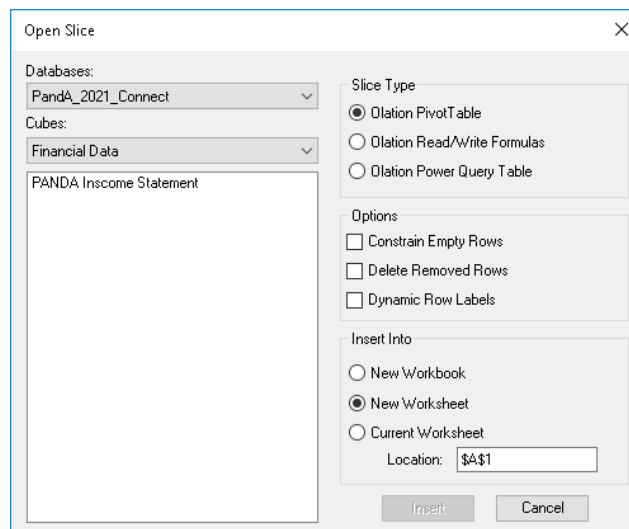 Open Slice
Databases:
PandA_2021_Connect
Cubes:
Financial Data
PANDA Inscome Statement
Slice Type
Olation PivotTable
Olation Read/Write Formulas
Olation Power Query Table
Options
Constrain Empty Rows
Delete Removed Rows
Dynamic Row Labels
Insert Into
New Workbook
New Worksheet
Current Worksheet
Location: $A$1
Insert Cancel